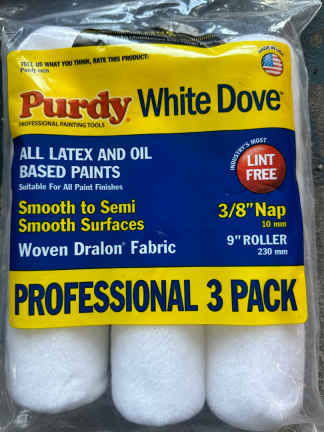 TELL US WHAT YOU THINK, RATE THIS PRODUCT:
Purdy White Dove™
PROFESSIONAL PAINTING TOOLS
ALL LATEX AND OIL
BASED PAINTS
Suitable For All Paint Finishes
INDUSTRY'S MOST
LINT
FREE
Smooth to Semi
Smooth Surfaces
3/8" Nap
10 mm
Woven Dralon® Fabric
9" ROLLER
230 mm
PROFESSIONAL 3 PACK